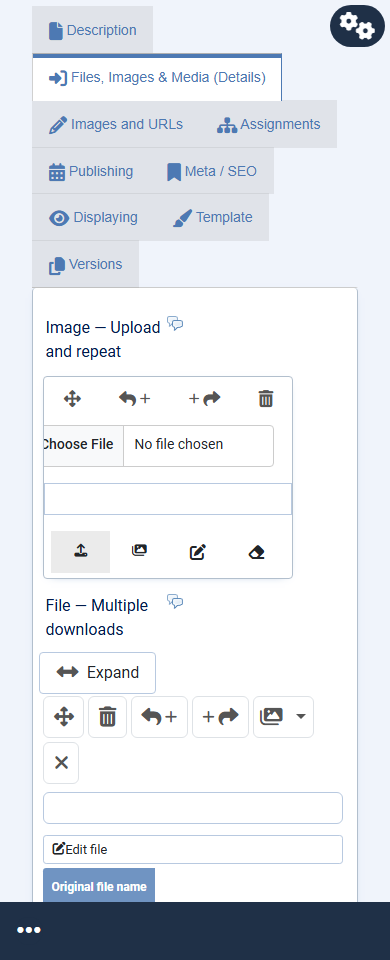 Description
Files, Images & Media (Details)
Images and URLs Assignments
Publishing Meta / SEO
Displaying Template
Versions
Image — Upload
and repeat
Choose File No file chosen
File — Multiple
downloads
Expand
Edit file
Original file name